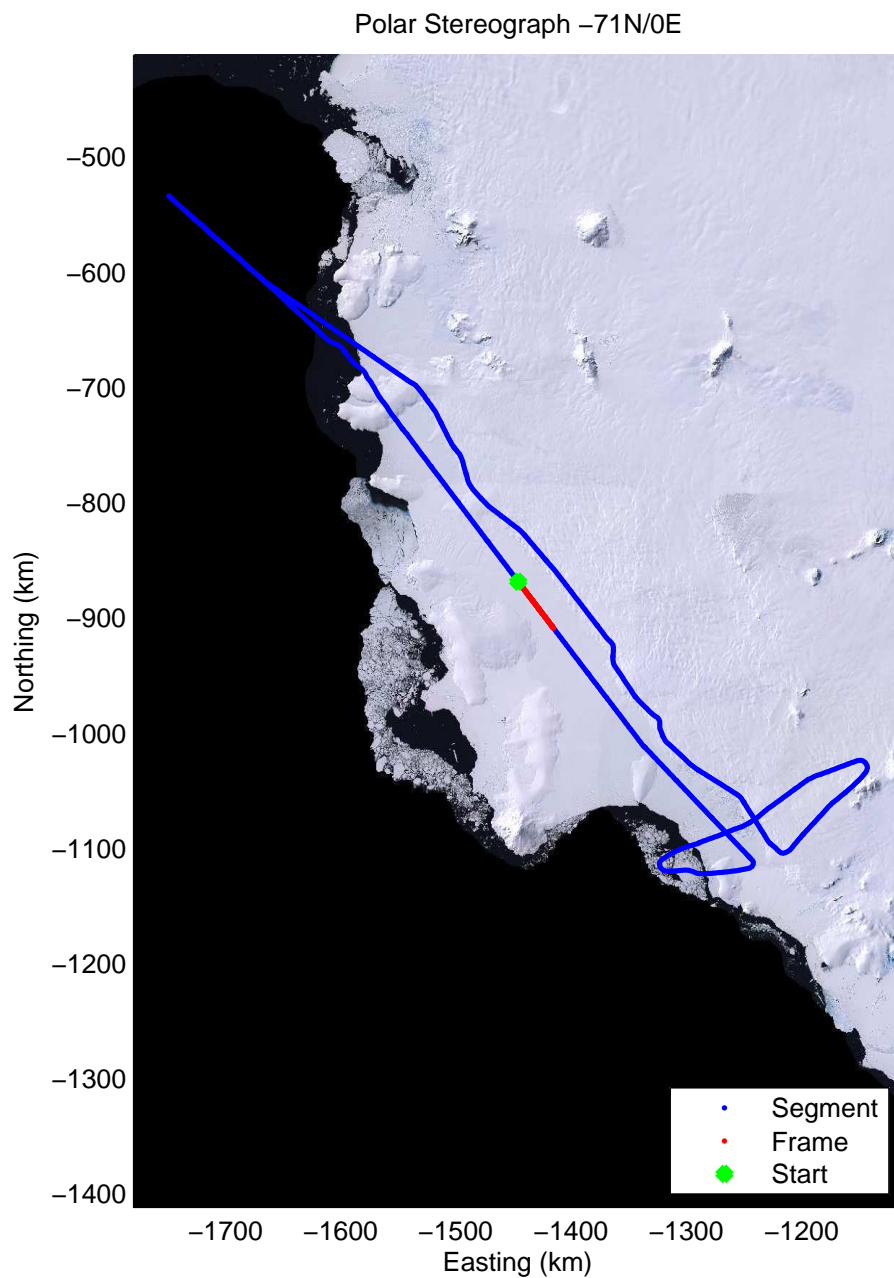 Polar Stereograph −71N/0E
−500
−600
−700
−800
−900
−1000
−1100
−1200
−1300
−1400
Northing (km)
−1700 −1600 −1500 −1400 −1300 −1200
Easting (km)
Segment
Frame
Start